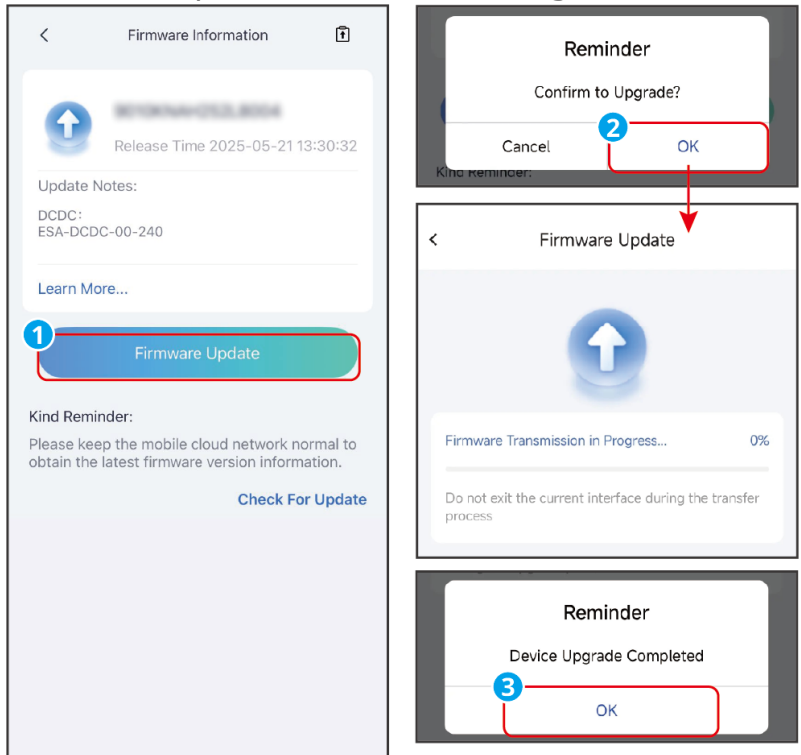 Firmware Information
Release Time 2025-05-21 13:30:32
Update Notes:
DCDC:
ESA-DCDC-00-240
Learn More...
1
Firmware Update
Kind Reminder:
Please keep the mobile cloud network normal to
obtain the latest firmware version information.
Check For Update
Reminder
Confirm to Upgrade?
2
Cancel
OK
Kind Reminder:
Firmware Update
Firmware Transmission in Progress...
0%
Do not exit the current interface during the transfer
process
Reminder
Device Upgrade Completed
3
OK